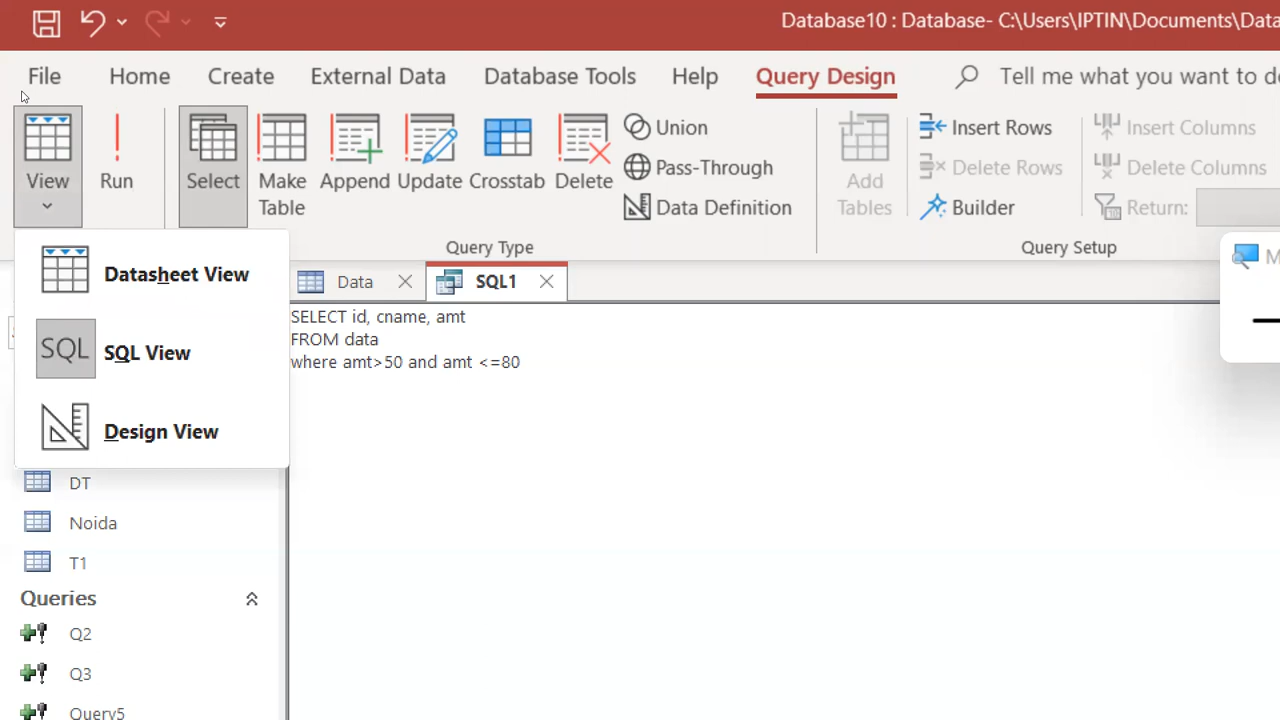 Database10 : Database- C:\Users\IPTIN\Documents\Data
File Home Create External Data Database Tools Help Query Design Tell me what you want to do
View Run Select Make Table Append Update Crosstab Delete
Union
Pass-Through
Data Definition
Add Tables
Insert Rows
Delete Rows
Builder
Insert Columns
Delete Columns
Return:
Query Type
Query Setup
Datasheet View
SQL SQL View
Design View
Data
SQL1
SELECT id, cname, amt
FROM data
where amt>50 and amt <=80
M
DT
Noida
T1
Queries
Q2
Q3
Query5